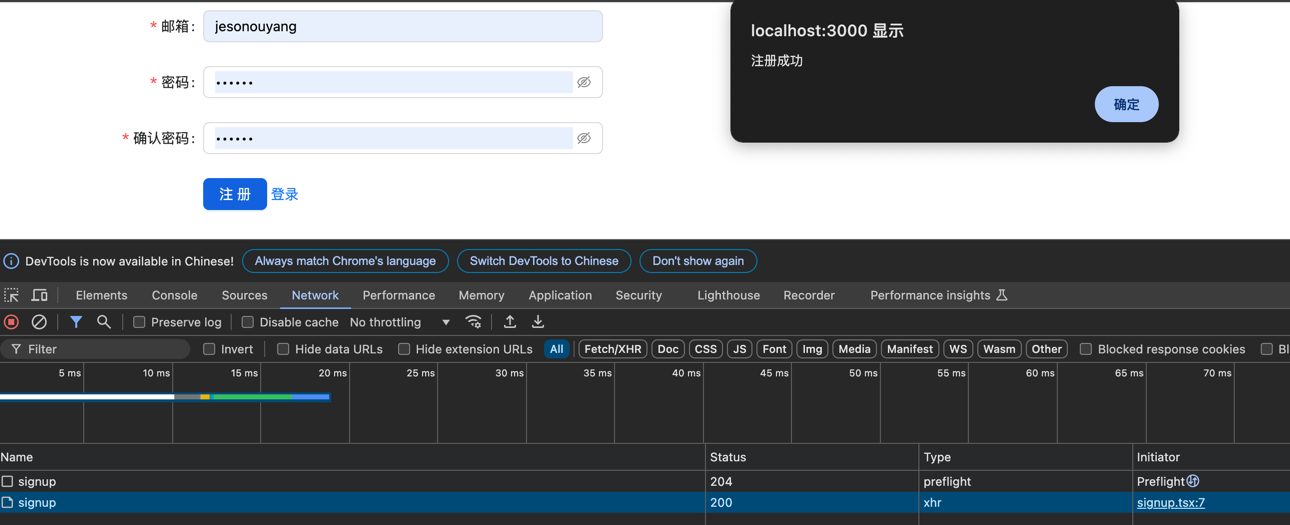 * 邮箱: jesonouyang
localhost:3000 显示
注册成功
确定
* 密码: ••••••
* 确认密码: ••••••
注 册 登录
DevTools is now available in Chinese! Always match Chrome's language Switch DevTools to Chinese Don't show again
Elements Console Sources Network Performance Memory Application Security Lighthouse Recorder Performance insights
Preserve log Disable cache No throttling
Filter Invert Hide data URLs Hide extension URLs All Fetch/XHR Doc CSS JS Font Img Media Manifest WS Wasm Other Blocked response cookies Bl
5 ms 10 ms 15 ms 20 ms 25 ms 30 ms 35 ms 40 ms 45 ms 50 ms 55 ms 60 ms 65 ms 70 ms
Name Status Type Initiator
signup 204 preflight Preflight
signup 200 xhr signup.tsx:7